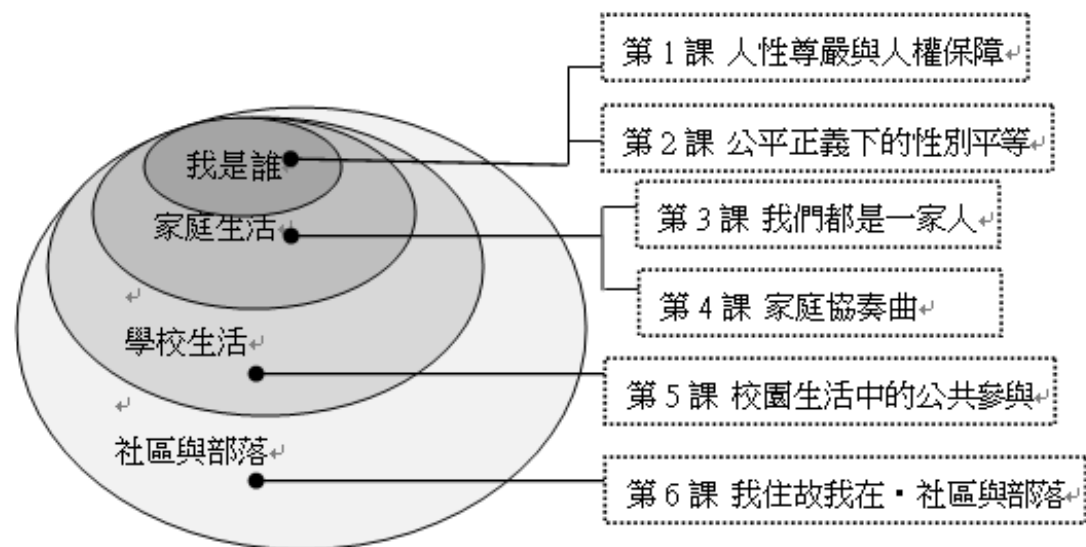 第 1 課 人性尊嚴與人權保障
第 2 課 公平正義下的性別平等
我是誰
第 3 課 我們都是一家人
家庭生活
第 4 課 家庭協奏曲
學校生活
第 5 課 校園生活中的公共參與
社區與部落
第 6 課 我住故我在‧社區與部落